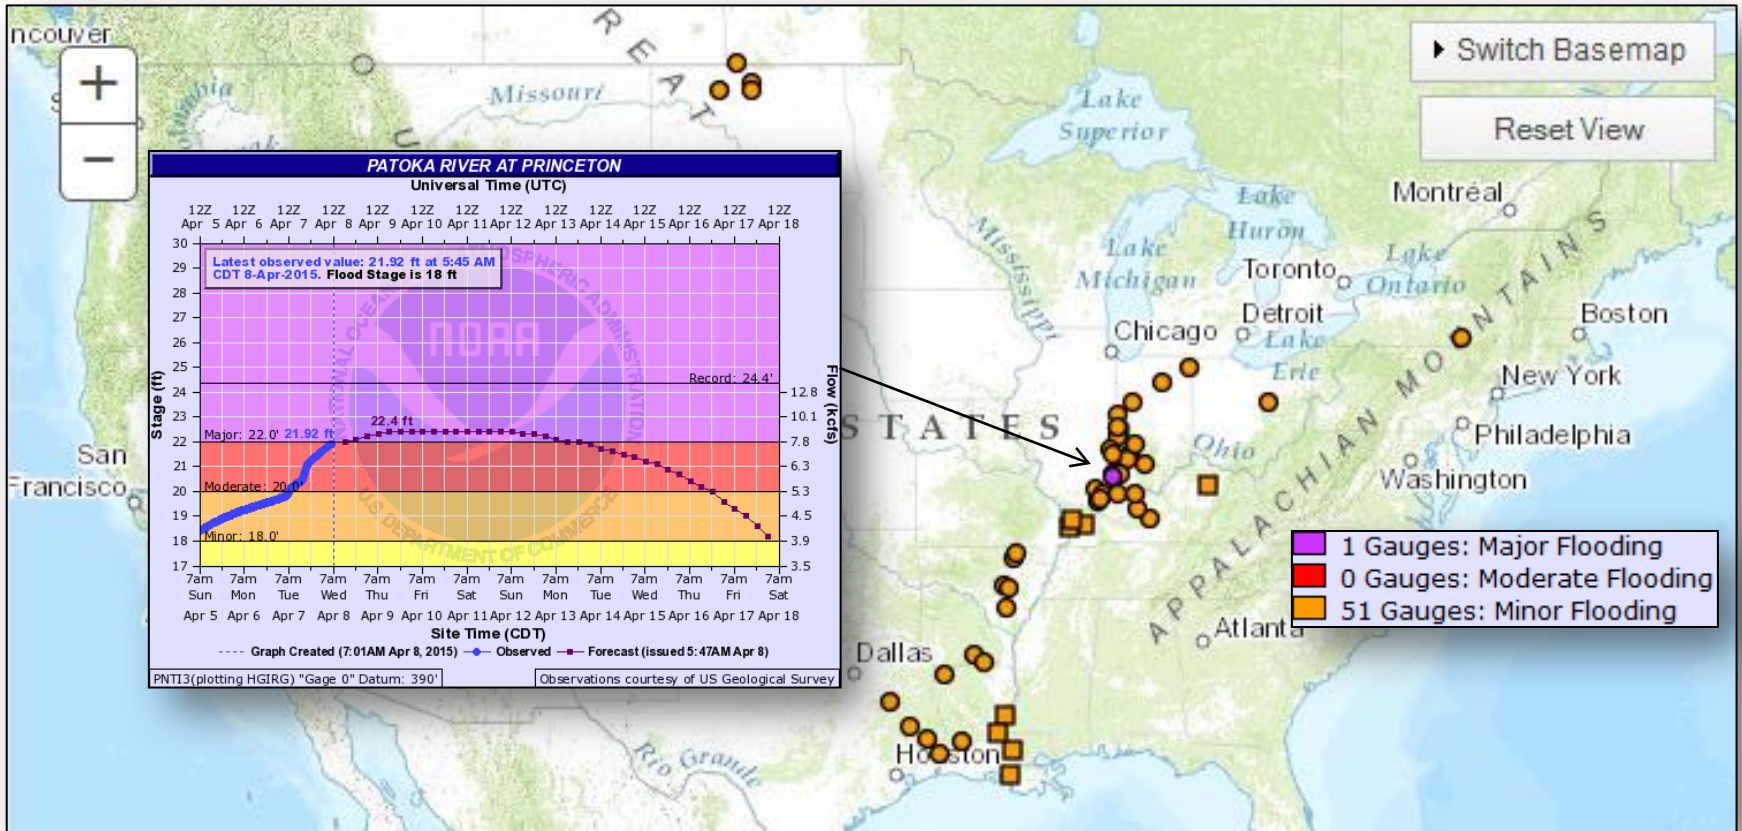 ncouver
+
−
Missouri
R
E
A
T
U
Lake
Superior
Switch Basemap
Reset View
Montréal
Lake
Huron
Mississippi
Lake
Michigan
Toronto
Lake
Ontario
Detroit
Boston
Chicago
Lake
Erie
New York
STATES
Ohio
Philadelphia
Washington
APPALACHIAN MONTAINS
San
Francisco
Atlanta
Dallas
Houston
Rio Grande
PATOKA RIVER AT PRINCETON
Universal Time (UTC)
12Z 12Z 12Z 12Z 12Z 12Z 12Z 12Z 12Z 12Z 12Z 12Z 12Z 12Z
Apr 5 Apr 6 Apr 7 Apr 8 Apr 9 Apr 10 Apr 11 Apr 12 Apr 13 Apr 14 Apr 15 Apr 16 Apr 17 Apr 18
Latest observed value: 21.92 ft at 5:45 AM
CDT 8-Apr-2015. Flood Stage is 18 ft
Stage (ft)
30
29
28
27
26
25
24
23
22
21
20
19
18
17
NOAA
NATIONAL OCEANIC ATMOSPHERIC ADMINISTRATION
U.S. DEPARTMENT OF COMMERCE
Record: 24.4'
22.4 ft
Major: 22.0'
21.92 ft
Moderate: 20.0'
Minor: 18.0'
Flow (kcfs)
12.8
10.1
7.8
6.3
5.3
4.5
3.9
3.5
7am 7am 7am 7am 7am 7am 7am 7am 7am 7am 7am 7am 7am 7am
Sun Mon Tue Wed Thu Fri Sat Sun Mon Tue Wed Thu Fri Sat
Apr 5 Apr 6 Apr 7 Apr 8 Apr 9 Apr 10 Apr 11 Apr 12 Apr 13 Apr 14 Apr 15 Apr 16 Apr 17 Apr 18
Site Time (CDT)
Graph Created (7:01AM Apr 8, 2015) Observed Forecast (issued 5:47AM Apr 8)
PNTI3(plotting HGIRG) "Gage 0" Datum: 390'
Observations courtesy of US Geological Survey
1 Gauges: Major Flooding
0 Gauges: Moderate Flooding
51 Gauges: Minor Flooding